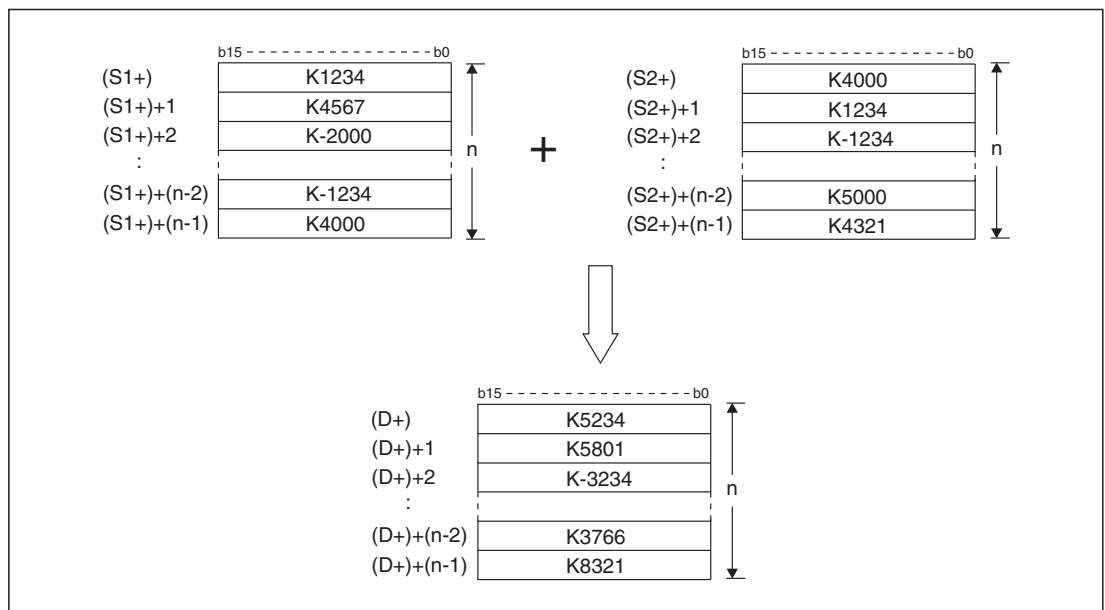 b15 b0
(S1+) K1234
(S1+)+1 K4567
(S1+)+2 K-2000
:
(S1+)+(n-2) K-1234
(S1+)+(n-1) K4000
n
+
b15 b0
(S2+) K4000
(S2+)+1 K1234
(S2+)+2 K-1234
:
(S2+)+(n-2) K5000
(S2+)+(n-1) K4321
n
b15 b0
(D+) K5234
(D+)+1 K5801
(D+)+2 K-3234
:
(D+)+(n-2) K3766
(D+)+(n-1) K8321
n